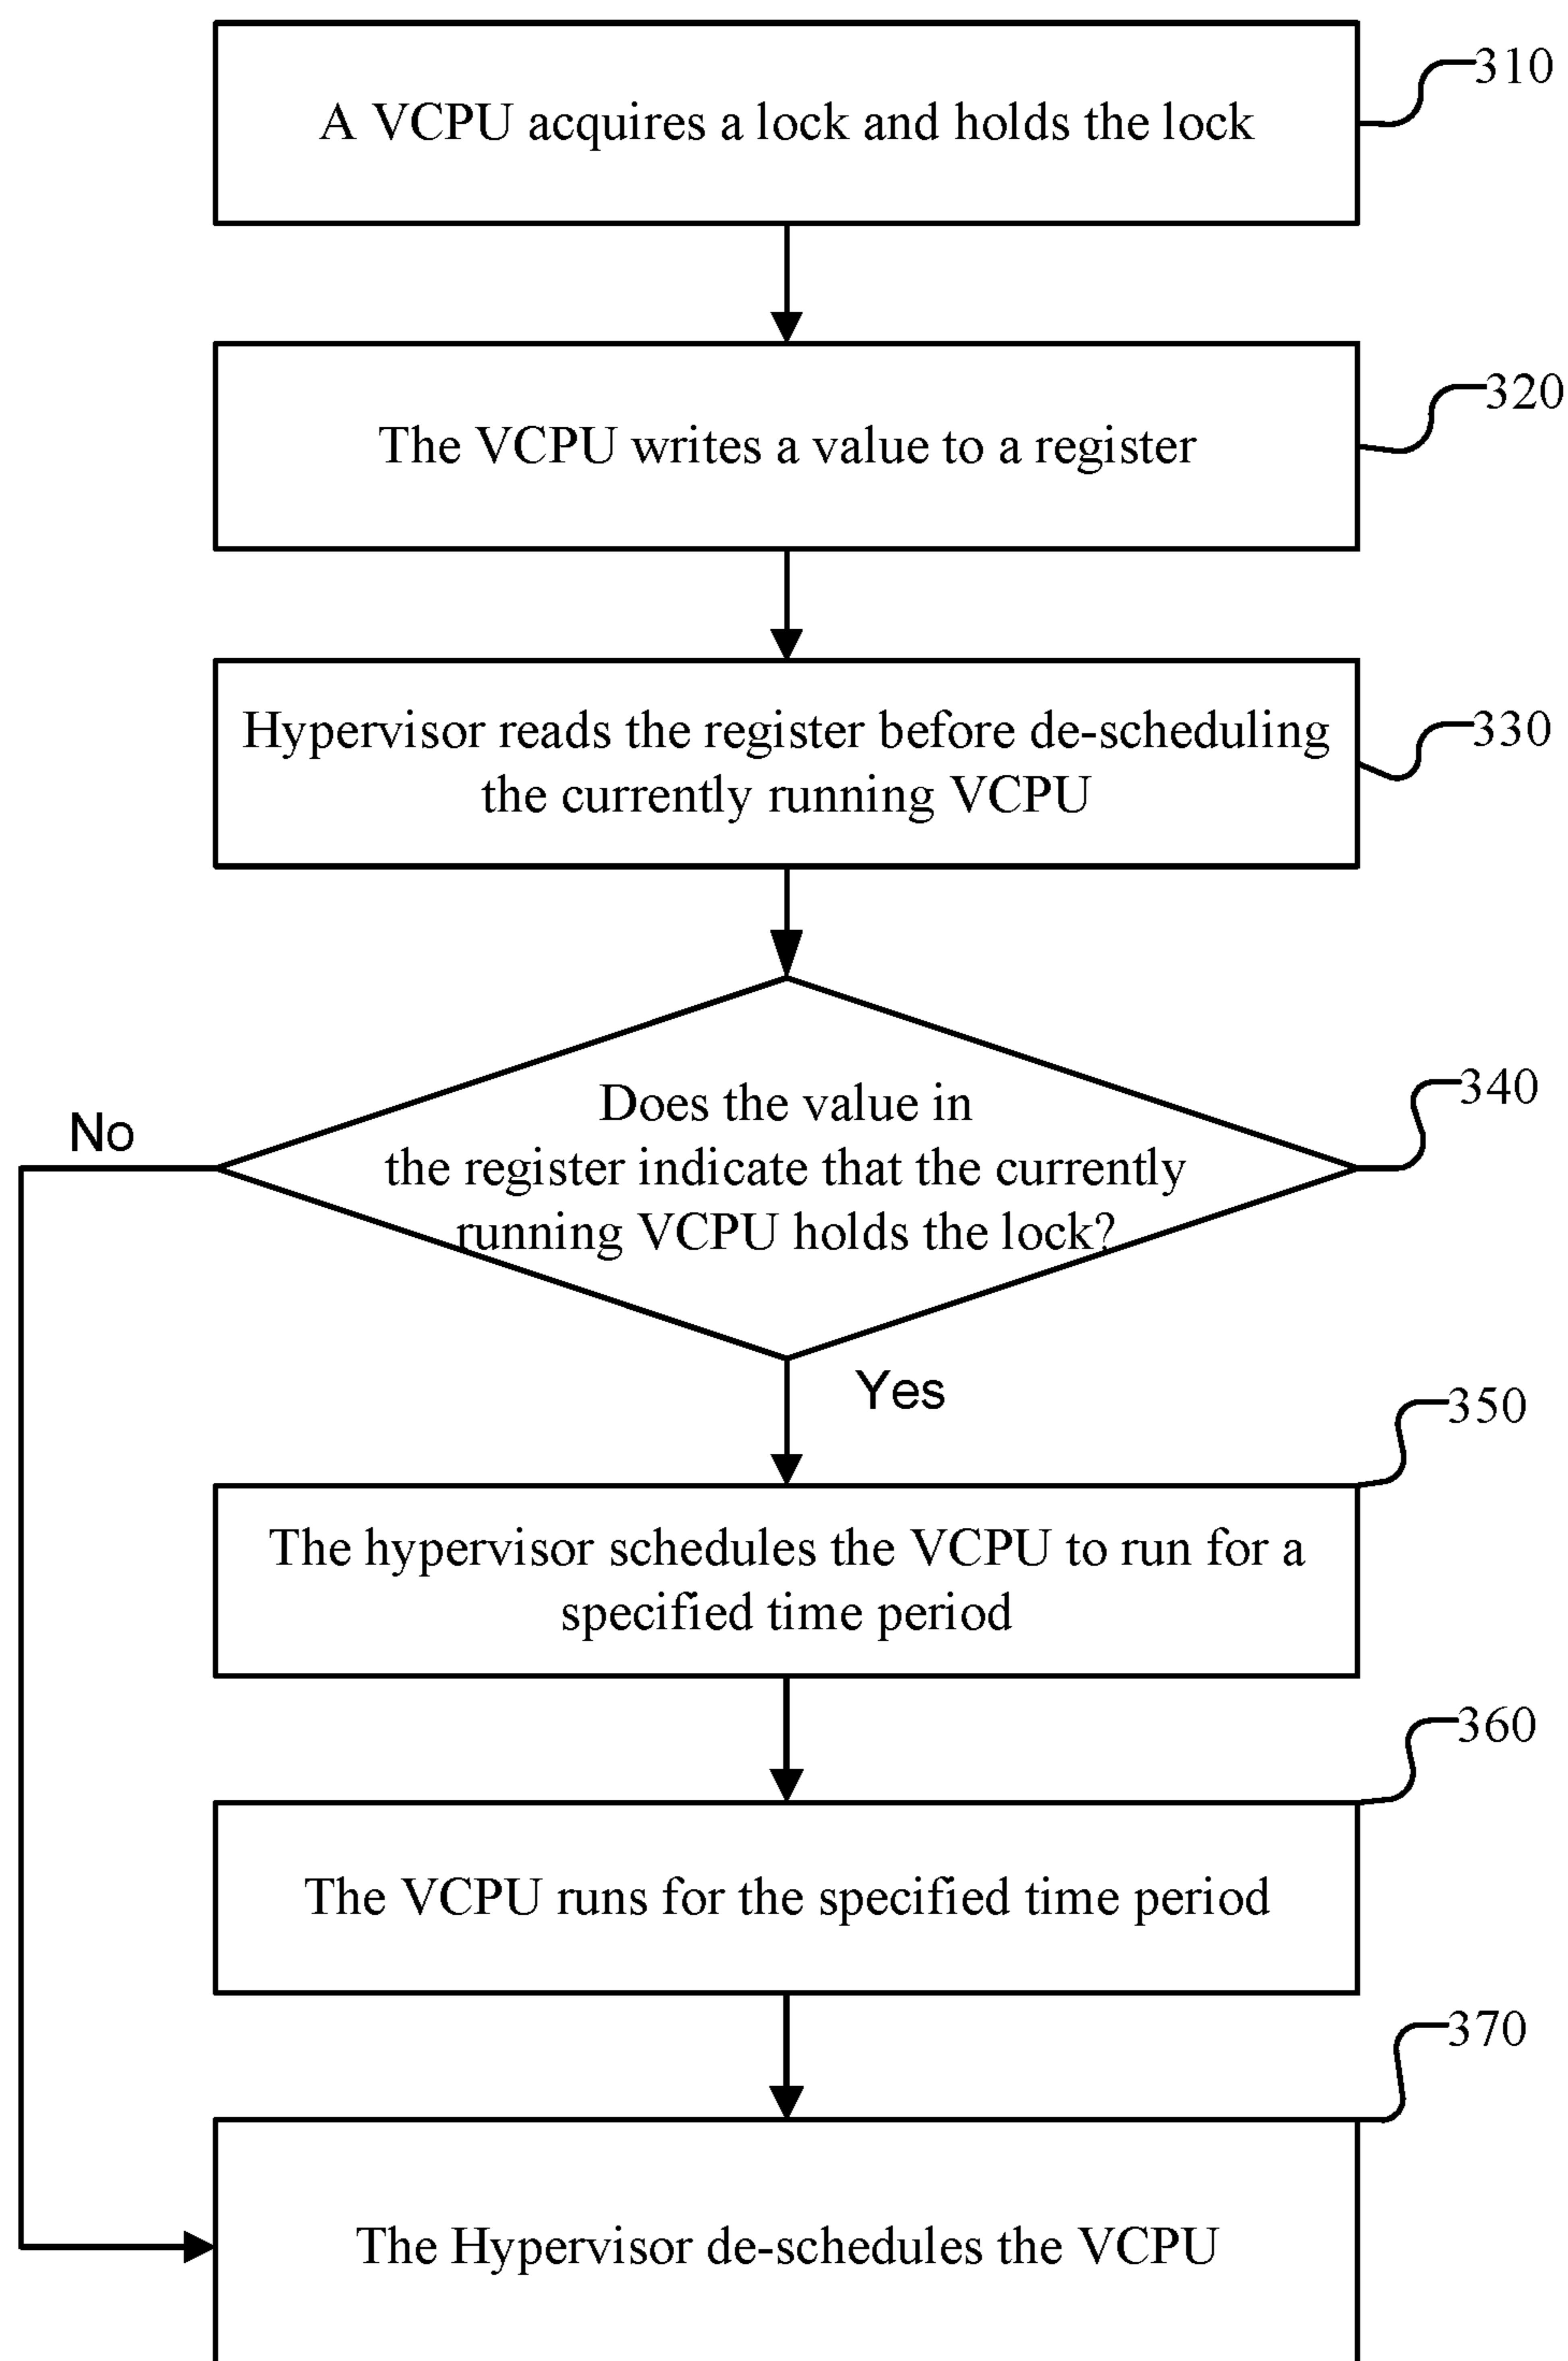 A VCPU acquires a lock and holds the lock
310
The VCPU writes a value to a register
320
Hypervisor reads the register before de-scheduling
the currently running VCPU
330
Does the value in
the register indicate that the currently
running VCPU holds the lock?
340
No
Yes
The hypervisor schedules the VCPU to run for a
specified time period
350
The VCPU runs for the specified time period
360
The Hypervisor de-schedules the VCPU
370